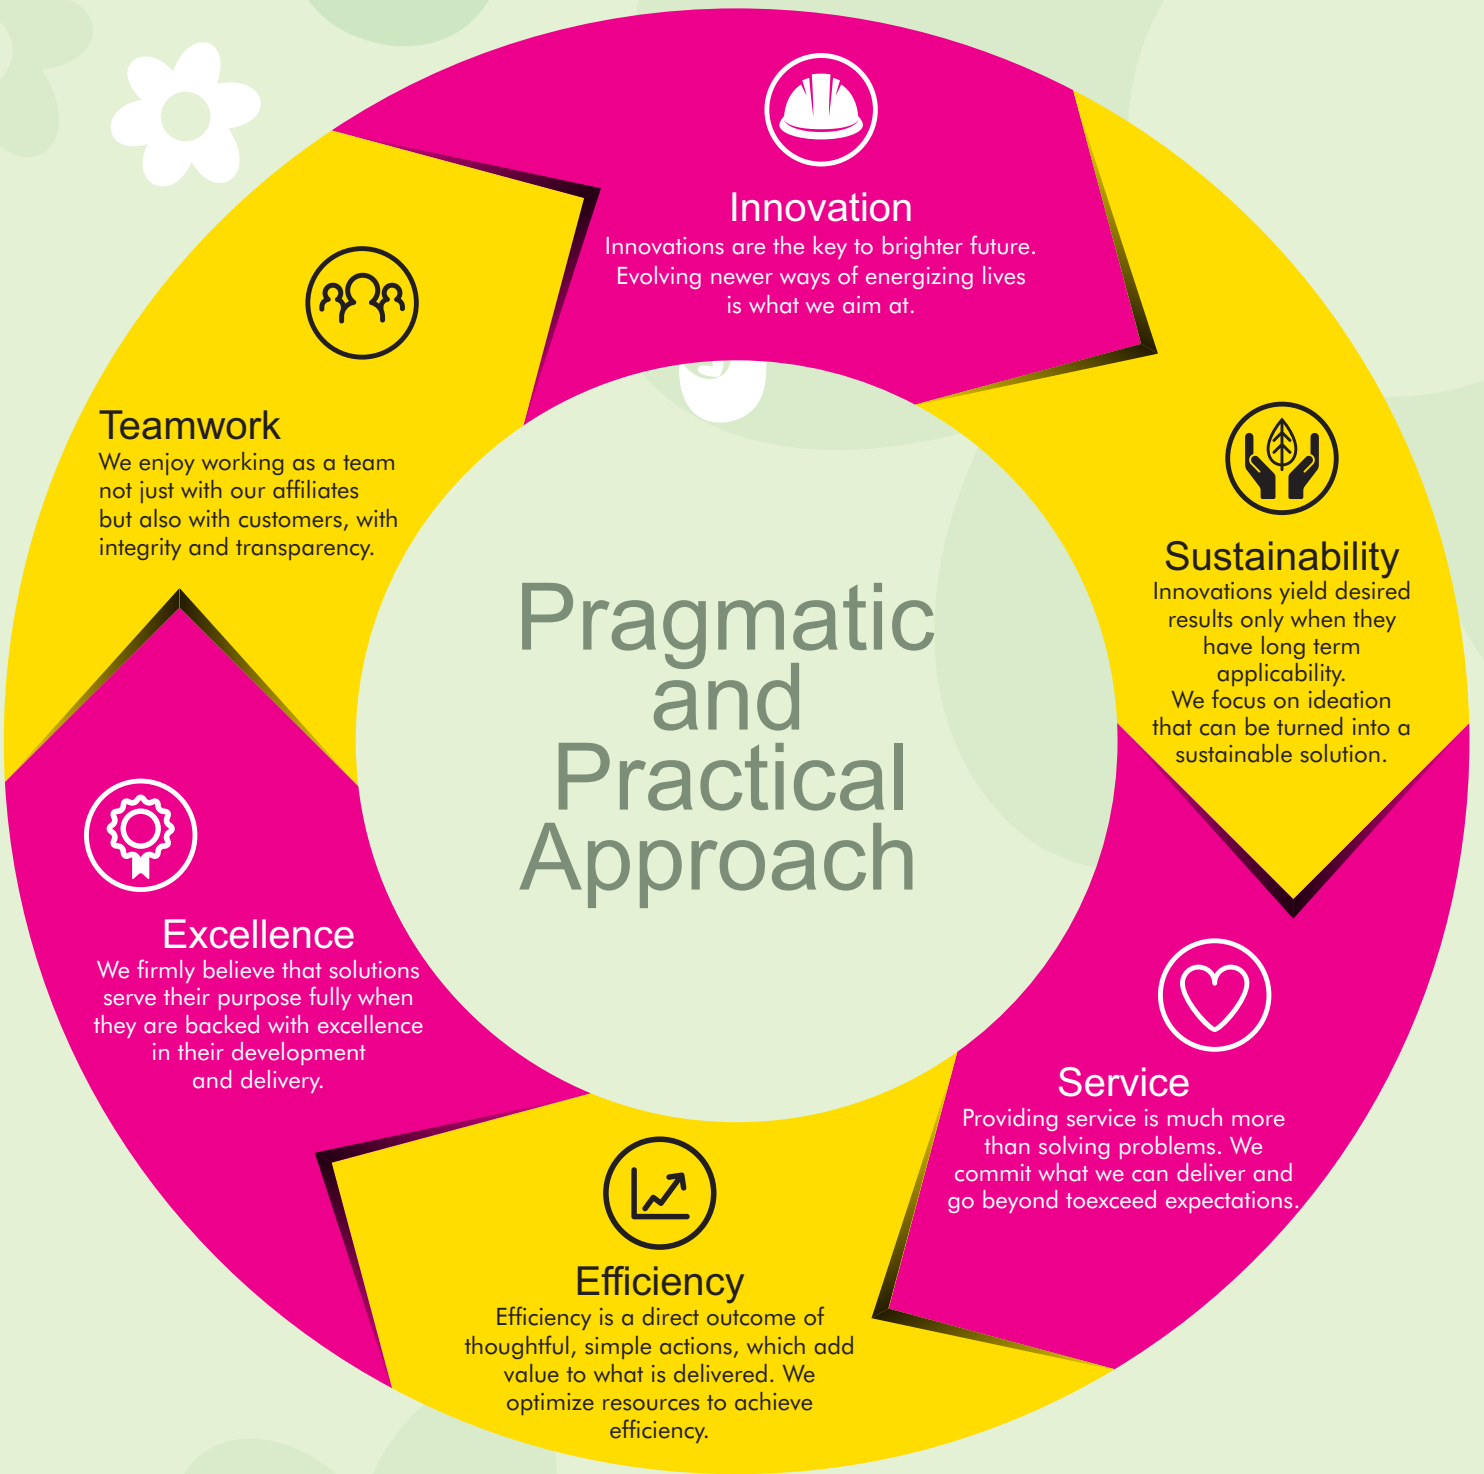 Innovation
Innovations are the key to brighter future.
Evolving newer ways of energizing lives
is what we aim at.
Sustainability
Innovations yield desired
results only when they
have long term
applicability.
We focus on ideation
that can be turned into a
sustainable solution.
Service
Providing service is much more
than solving problems. We
commit what we can deliver and
go beyond toexceed expectations.
Efficiency
Efficiency is a direct outcome of
thoughtful, simple actions, which add
value to what is delivered. We
optimize resources to achieve
efficiency.
Excellence
We firmly believe that solutions
serve their purpose fully when
they are backed with excellence
in their development
and delivery.
Teamwork
We enjoy working as a team
not just with our affiliates
but also with customers, with
integrity and transparency.
Pragmatic
and
Practical
Approach